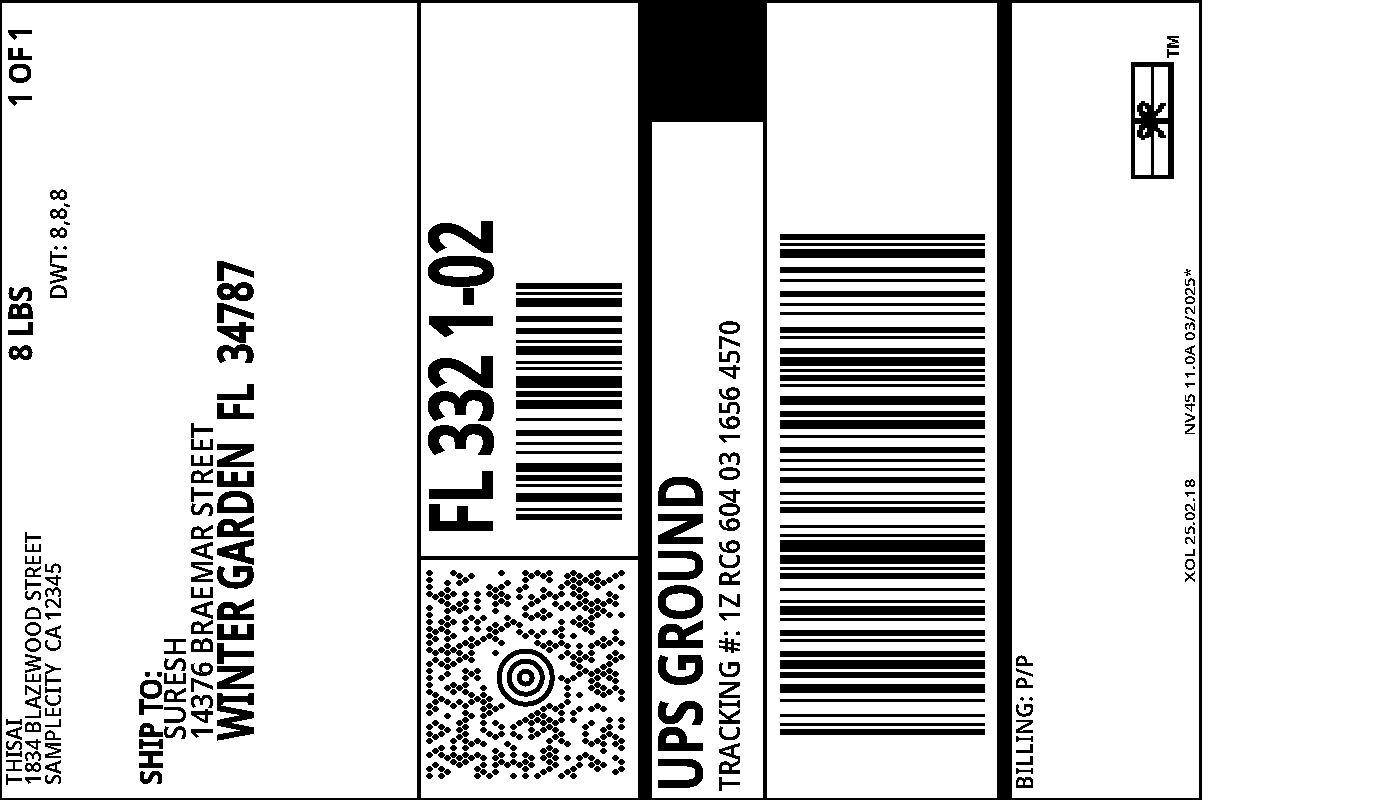 THISAI
1834 BLAZEWOOD STREET
SAMPLECITY CA 12345
8 LBS
1 OF 1
DWT: 8,8,8
SHIP TO:
SURESH
14376 BRAEMAR STREET
WINTER GARDEN FL 34787
FL 332 1-02
UPS GROUND
TRACKING #: 1Z RC6 604 03 1656 4570
BILLING: P/P
XOL 25.02.18 NV45 11.0A 03/2025*
TM